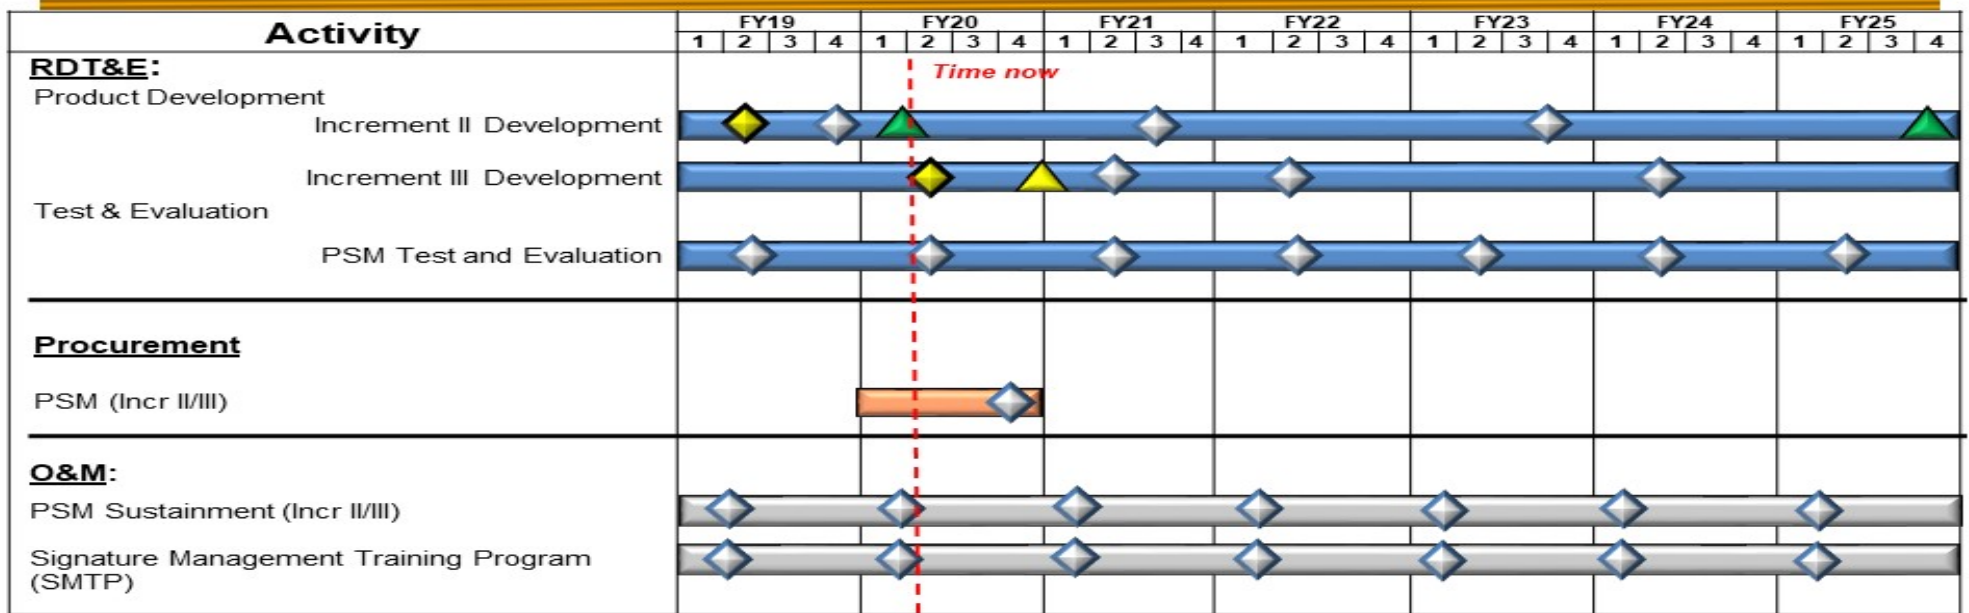 Activity
FY19 FY20 FY21 FY22 FY23 FY24 FY25
1 2 3 4 1 2 3 4 1 2 3 4 1 2 3 4 1 2 3 4 1 2 3 4 1 2 3 4
RDT&E:
Time now
Product Development
Increment II Development
Increment III Development
Test & Evaluation
PSM Test and Evaluation
Procurement
PSM (Incr II/III)
O&M:
PSM Sustainment (Incr II/III)
Signature Management Training Program
(SMTP)